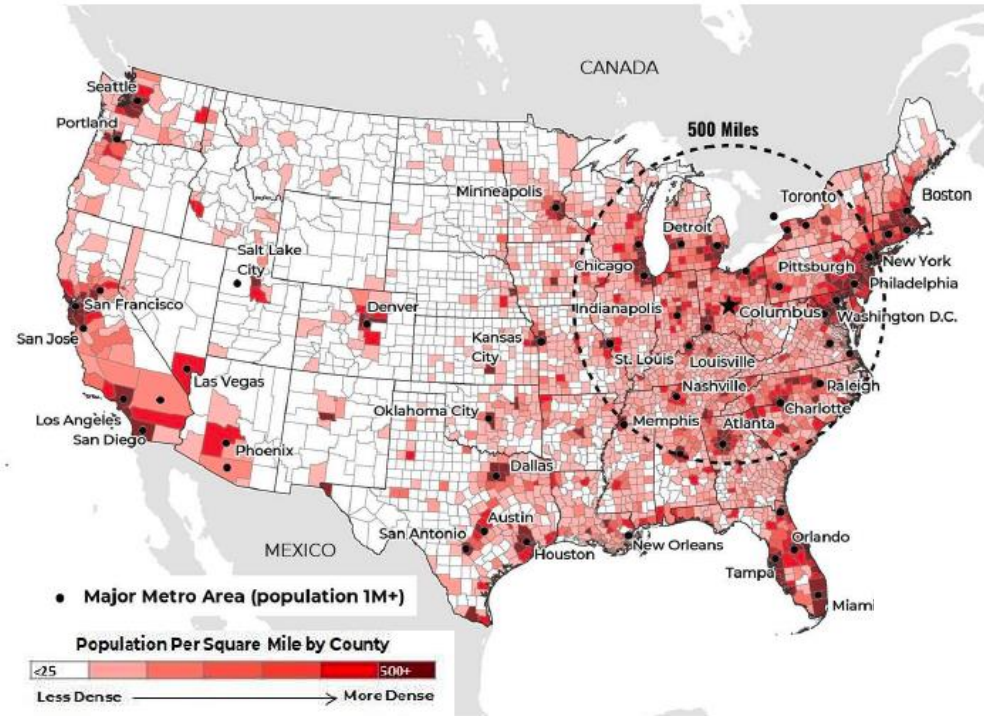 CANADA
Seattle
Portland
500 Miles
Minneapolis
Toronto
Boston
Detroit
Salt Lake
City
Chicago
Pittsburgh
New York
Philadelphia
San Francisco
Denver
Indianapolis
Columbus
Washington D.C.
San Jose
Kansas
City
St. Louis
Louisville
Las Vegas
Nashville
Raleigh
Los Angeles
Oklahoma City
Memphis
Charlotte
San Diego
Atlanta
Phoenix
Dallas
Austin
San Antonio
Houston
New Orleans
Orlando
MEXICO
Tampa
Miami
Major Metro Area (population 1M+)
Population Per Square Mile by County
<25 500+
Less Dense More Dense